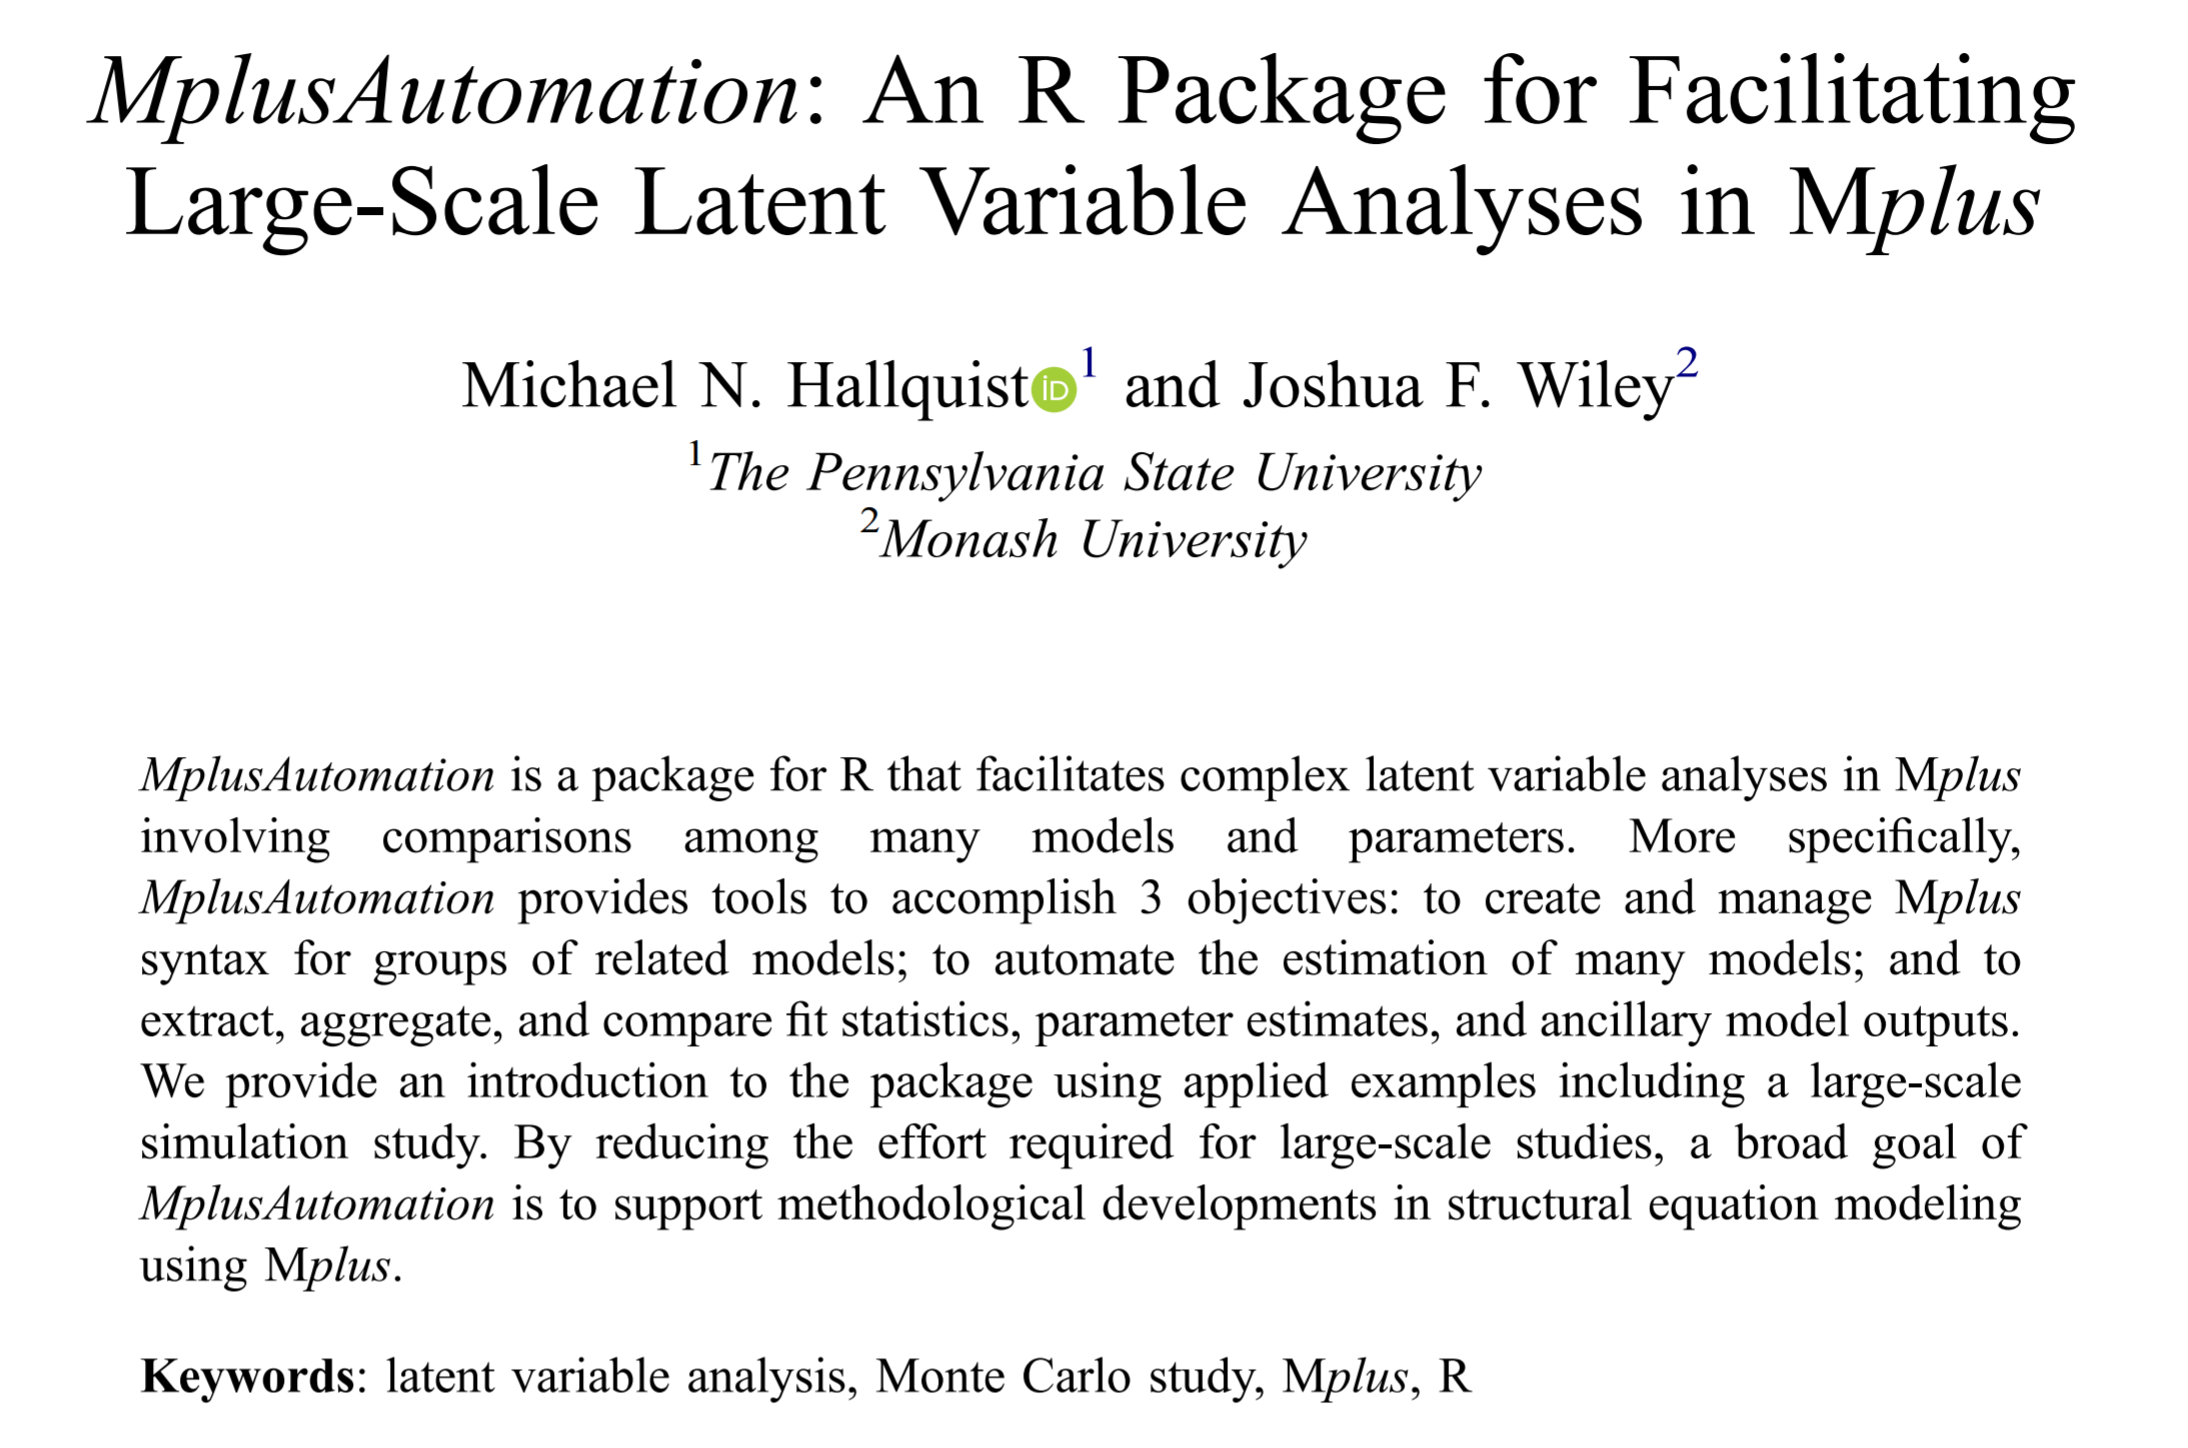 MplusAutomation: An R Package for Facilitating
Large-Scale Latent Variable Analyses in Mplus
Michael N. Hallquist iD 1 and Joshua F. Wiley2
1The Pennsylvania State University
2Monash University
MplusAutomation is a package for R that facilitates complex latent variable analyses in Mplus
involving comparisons among many models and parameters. More specifically,
MplusAutomation provides tools to accomplish 3 objectives: to create and manage Mplus
syntax for groups of related models; to automate the estimation of many models; and to
extract, aggregate, and compare fit statistics, parameter estimates, and ancillary model outputs.
We provide an introduction to the package using applied examples including a large-scale
simulation study. By reducing the effort required for large-scale studies, a broad goal of
MplusAutomation is to support methodological developments in structural equation modeling
using Mplus.
Keywords: latent variable analysis, Monte Carlo study, Mplus, R